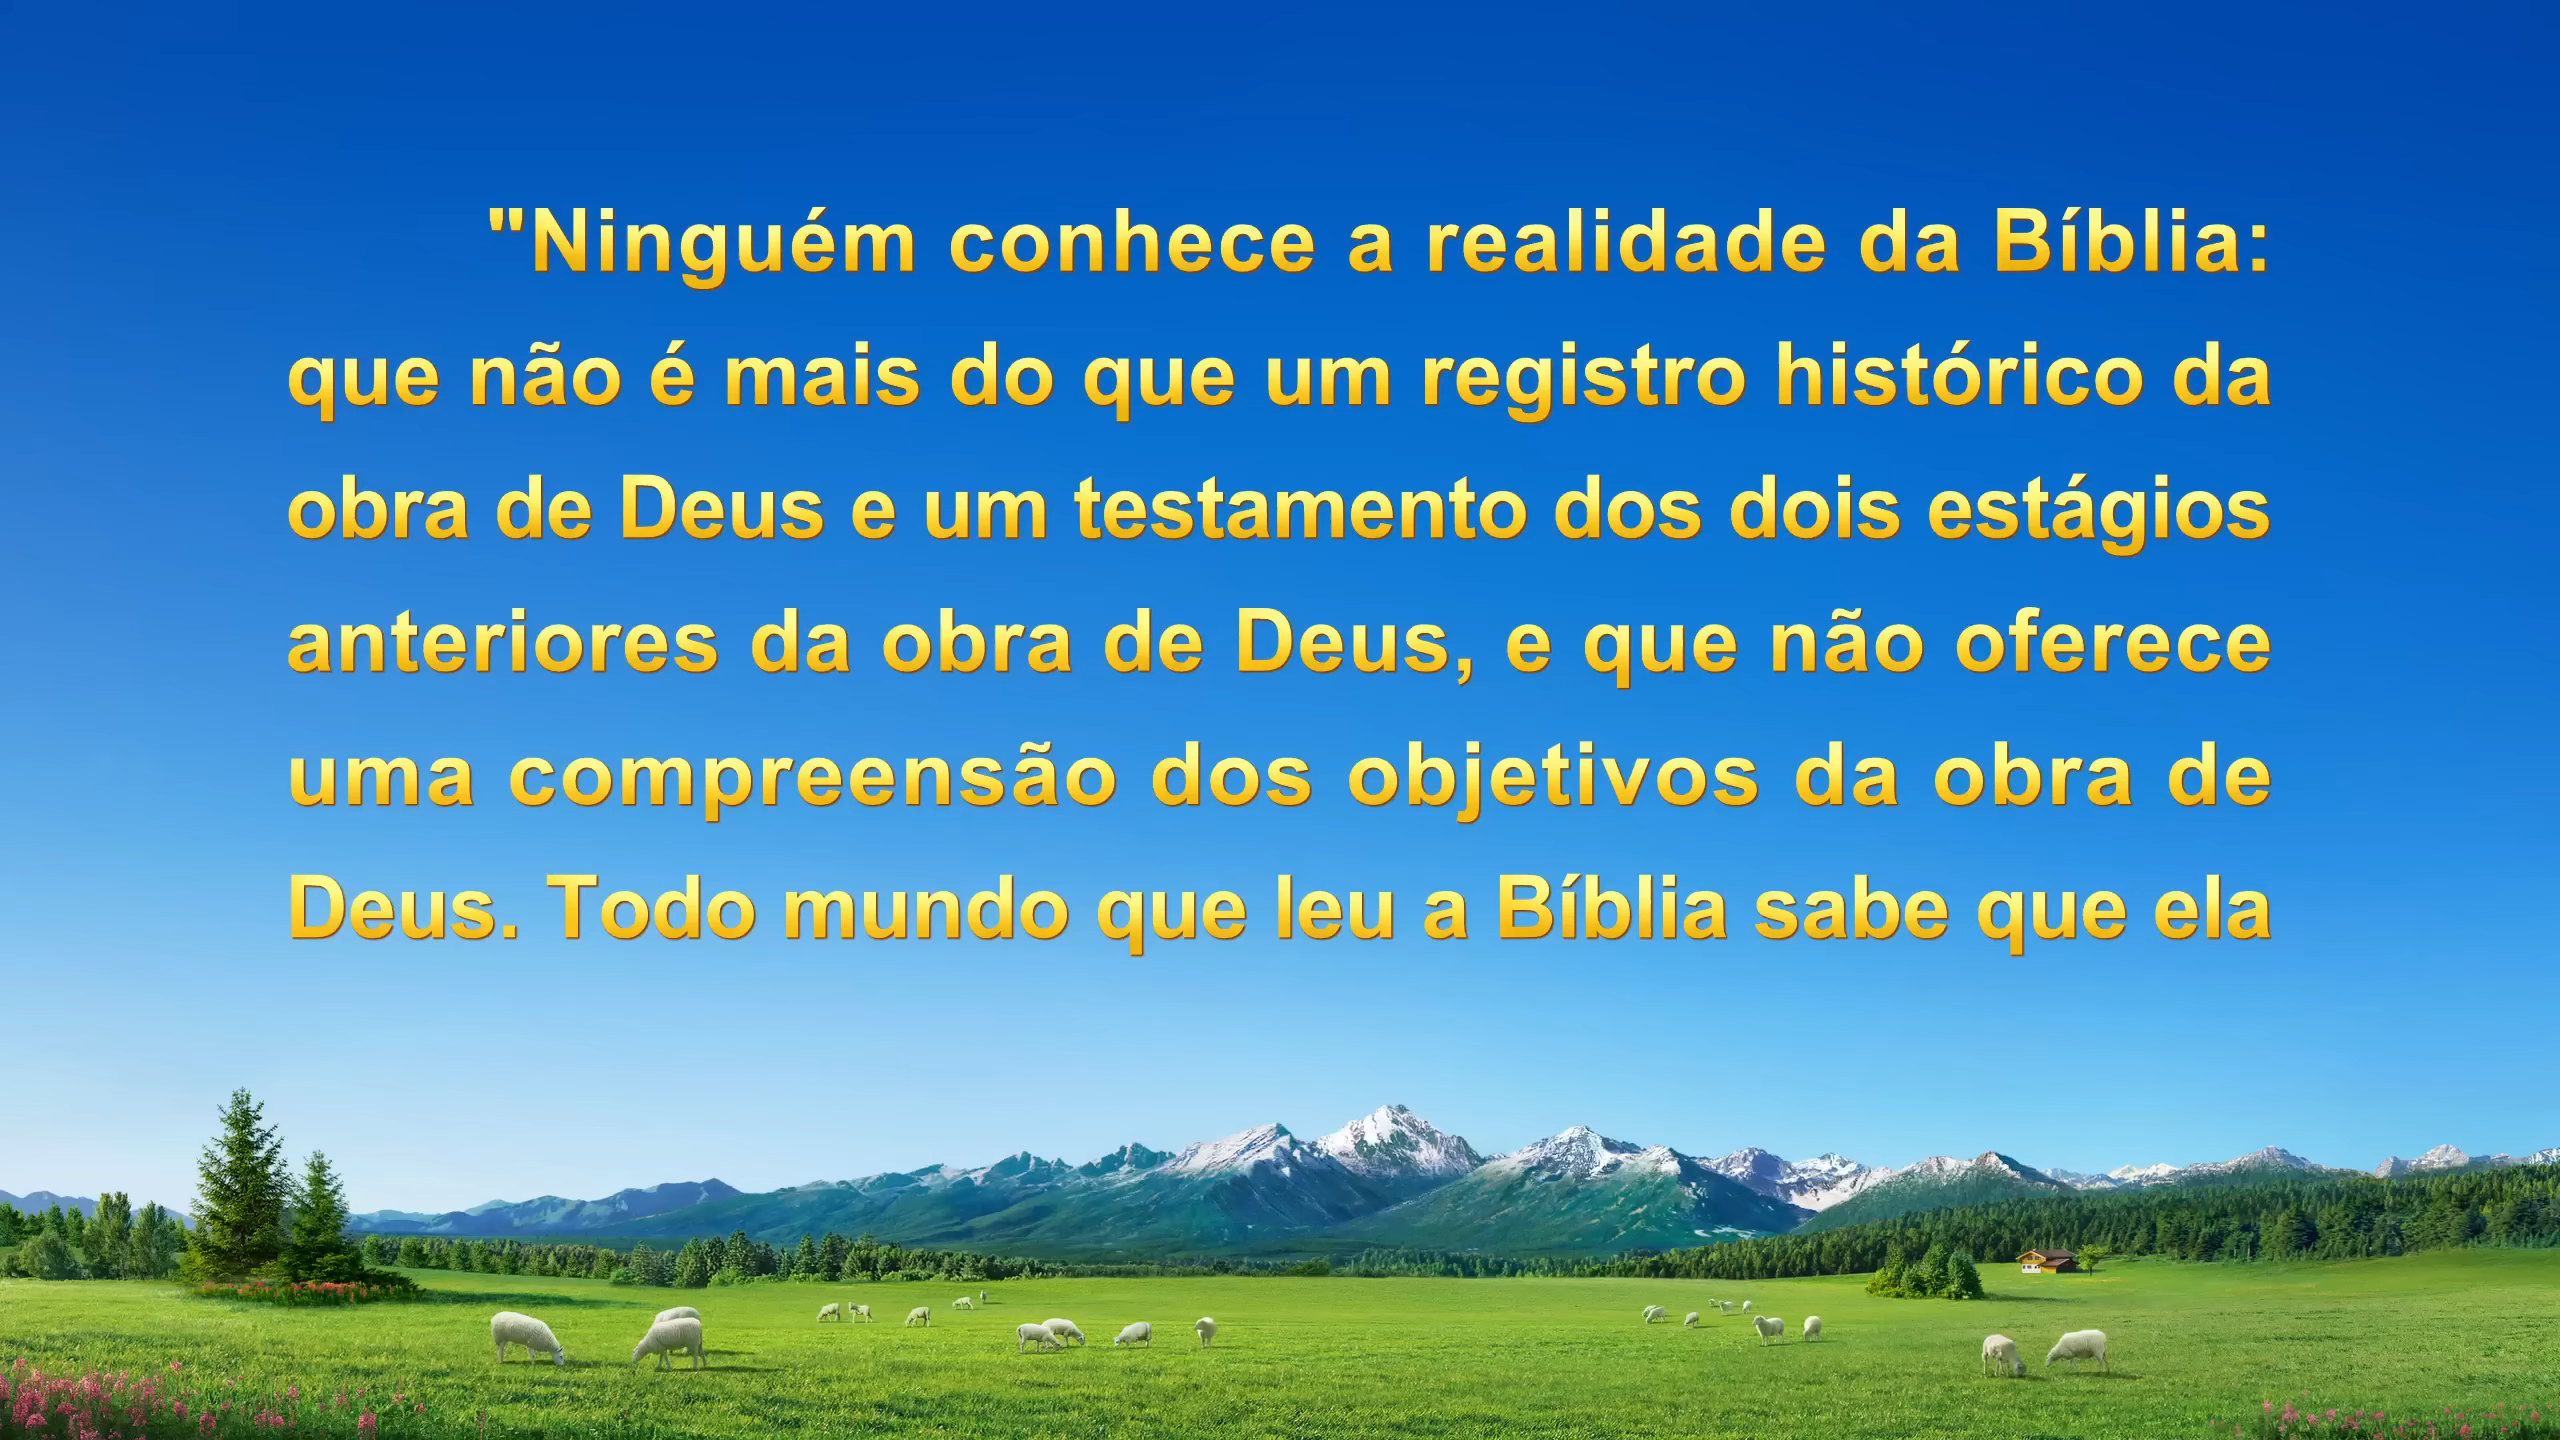 "Ninguém conhece a realidade da Bíblia:
que não é mais do que um registro histórico da
obra de Deus e um testamento dos dois estágios
anteriores da obra de Deus, e que não oferece
uma compreensão dos objetivos da obra de
Deus. Todo mundo que leu a Bíblia sabe que ela